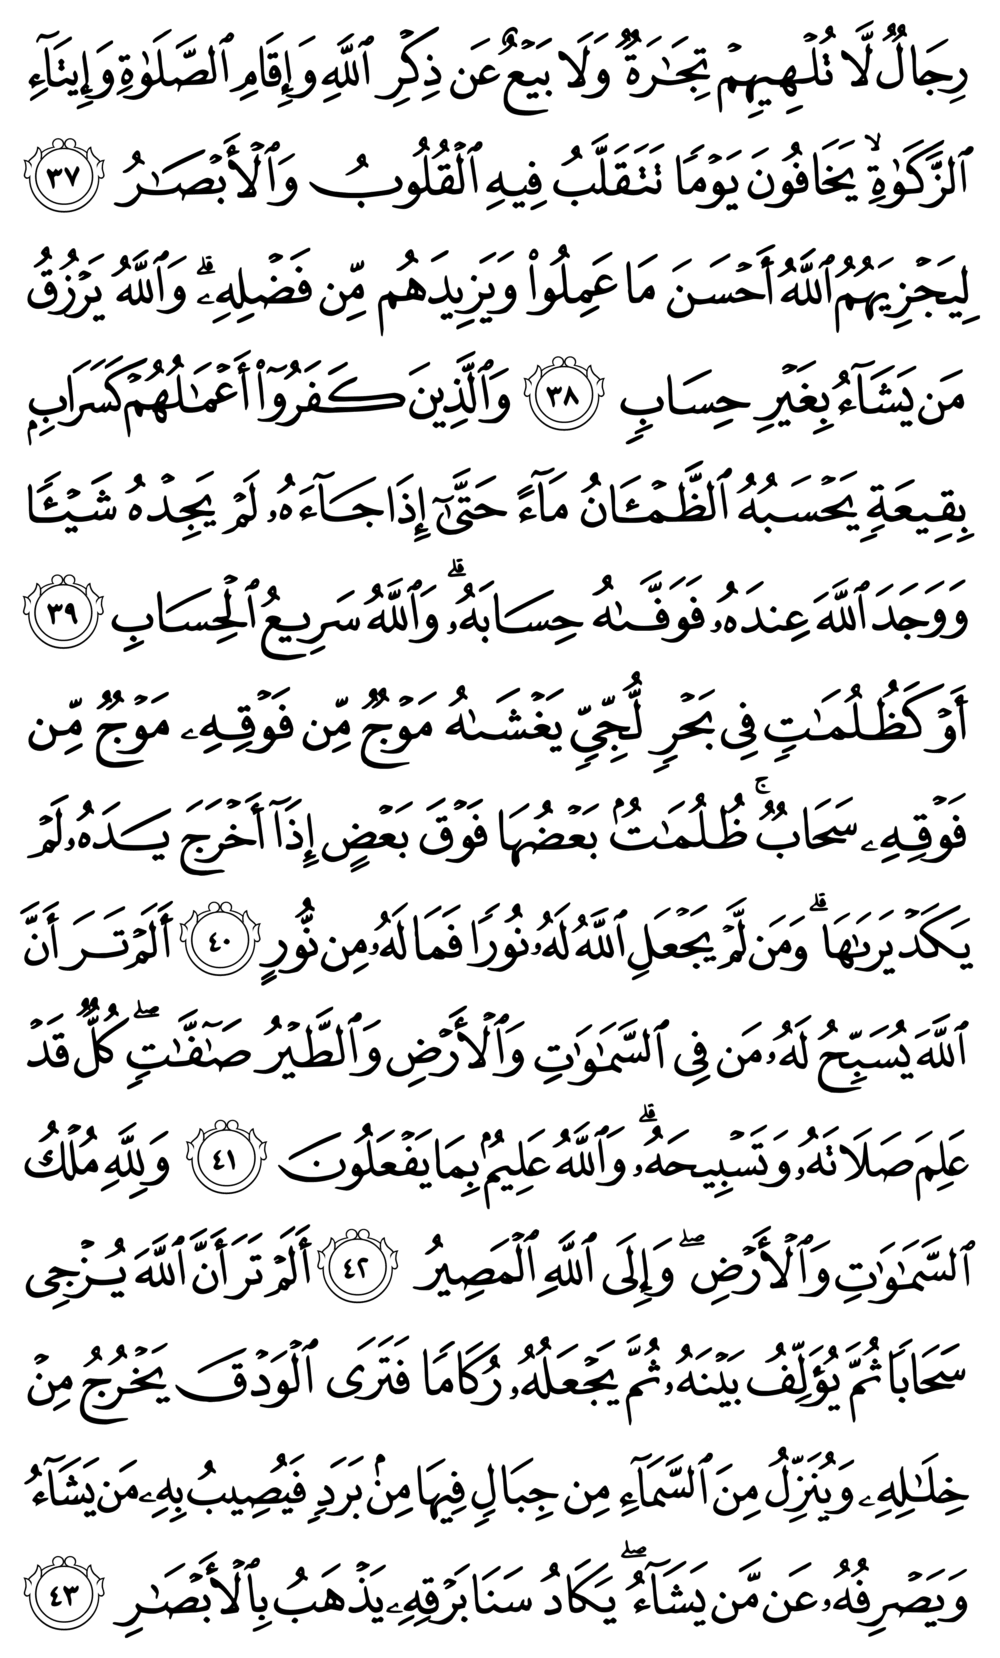 رِجَالٌ لَّا تُلْهِيهِمْ تِجَٰرَةٌ وَلَا بَيْعٌ عَن ذِكْرِ ٱللَّهِ وَإِقَامِ ٱلصَّلَوٰةِ وَإِيتَآءِ
ٱلزَّكَوٰةِ ۙ يَخَافُونَ يَوْمًا تَتَقَلَّبُ فِيهِ ٱلْقُلُوبُ وَٱلْأَبْصَٰرُ ٣٧
لِيَجْزِيَهُمُ ٱللَّهُ أَحْسَنَ مَا عَمِلُوا۟ وَيَزِيدَهُم مِّن فَضْلِهِۦ ۗ وَٱللَّهُ يَرْزُقُ
مَن يَشَآءُ بِغَيْرِ حِسَابٍ ٣٨ وَٱلَّذِينَ كَفَرُوٓا۟ أَعْمَٰلُهُمْ كَسَرَابٍۭ
بِقِيعَةٍ يَحْسَبُهُ ٱلظَّمْـَٔانُ مَآءً حَتَّىٰٓ إِذَا جَآءَهُۥ لَمْ يَجِدْهُ شَيْـًٔا
وَوَجَدَ ٱللَّهَ عِندَهُۥ فَوَفَّىٰهُ حِسَابَهُۥ ۗ وَٱللَّهُ سَرِيعُ ٱلْحِسَابِ ٣٩
أَوْ كَظُلُمَٰتٍ فِى بَحْرٍ لُّجِّىٍّ يَغْشَىٰهُ مَوْجٌ مِّن فَوْقِهِۦ مَوْجٌ مِّن
فَوْقِهِۦ سَحَابٌ ۚ ظُلُمَٰتٌۢ بَعْضُهَا فَوْقَ بَعْضٍ إِذَآ أَخْرَجَ يَدَهُۥ لَمْ
يَكَدْ يَرَىٰهَا ۗ وَمَن لَّمْ يَجْعَلِ ٱللَّهُ لَهُۥ نُورًا فَمَا لَهُۥ مِن نُّورٍ ٤٠ أَلَمْ تَرَ أَنَّ
ٱللَّهَ يُسَبِّحُ لَهُۥ مَن فِى ٱلسَّمَٰوَٰتِ وَٱلْأَرْضِ وَٱلطَّيْرُ صَٰٓفَّٰتٍ ۖ كُلٌّ قَدْ
عَلِمَ صَلَاتَهُۥ وَتَسْبِيحَهُۥ ۗ وَٱللَّهُ عَلِيمٌۢ بِمَا يَفْعَلُونَ ٤١ وَلِلَّهِ مُلْكُ
ٱلسَّمَٰوَٰتِ وَٱلْأَرْضِ ۖ وَإِلَى ٱللَّهِ ٱلْمَصِيرُ ٤٢ أَلَمْ تَرَ أَنَّ ٱللَّهَ يُزْجِى
سَحَابًا ثُمَّ يُؤَلِّفُ بَيْنَهُۥ ثُمَّ يَجْعَلُهُۥ رُكَامًا فَتَرَى ٱلْوَدْقَ يَخْرُجُ مِنْ
خِلَٰلِهِۦ وَيُنَزِّلُ مِنَ ٱلسَّمَآءِ مِن جِبَالٍ فِيهَا مِنۢ بَرَدٍ فَيُصِيبُ بِهِۦ مَن يَشَآءُ
وَيَصْرِفُهُۥ عَن مَّن يَشَآءُ ۖ يَكَادُ سَنَا بَرْقِهِۦ يَذْهَبُ بِٱلْأَبْصَٰرِ ٤٣